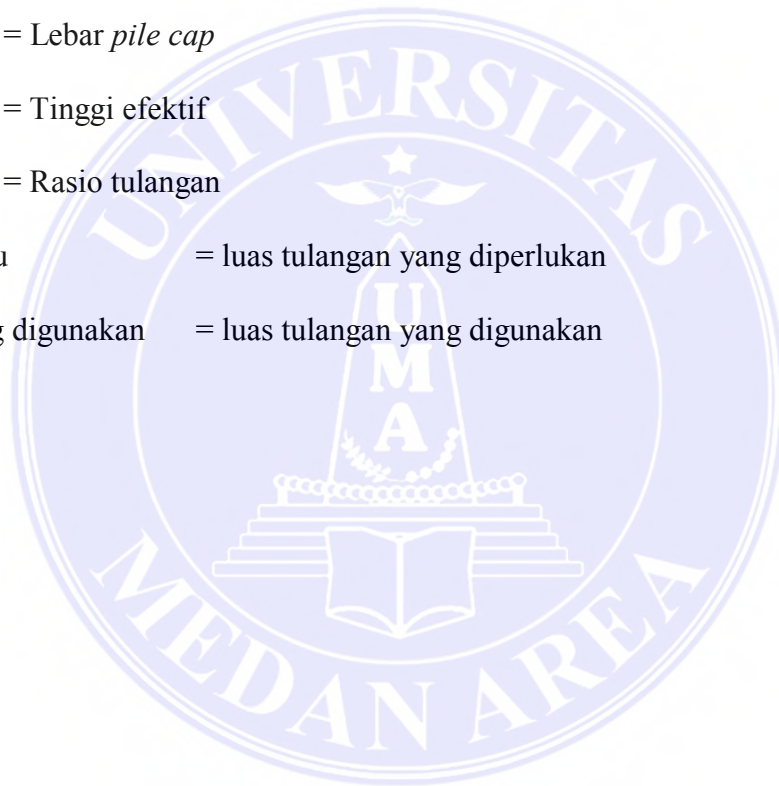 = Lebar pile cap
= Tinggi efektif
= Rasio tulangan
u = luas tulangan yang diperlukan
digunakan = luas tulangan yang digunakan
UNIVERSITAS
UMA
MEDAN AREA